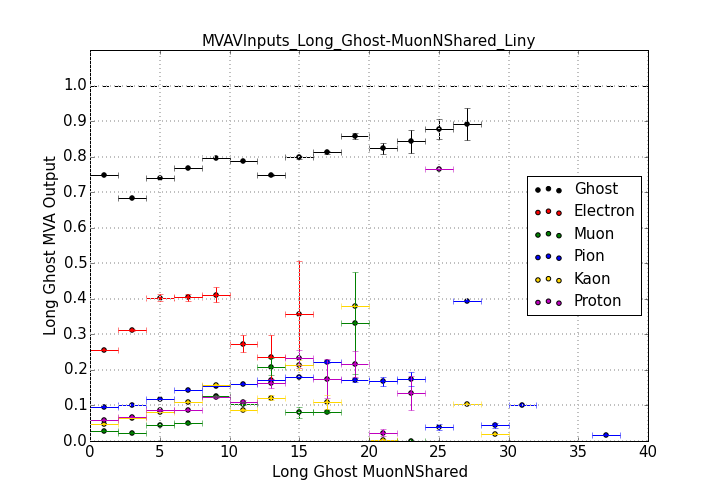 MVAVInputs_Long_Ghost-MuonNShared_Liny
Long Ghost MVA Output
1.0
0.9
0.8
0.7
0.6
0.5
0.4
0.3
0.2
0.1
0.0
Ghost
Electron
Muon
Pion
Kaon
Proton
0 5 10 15 20 25 30 35 40
Long Ghost MuonNShared